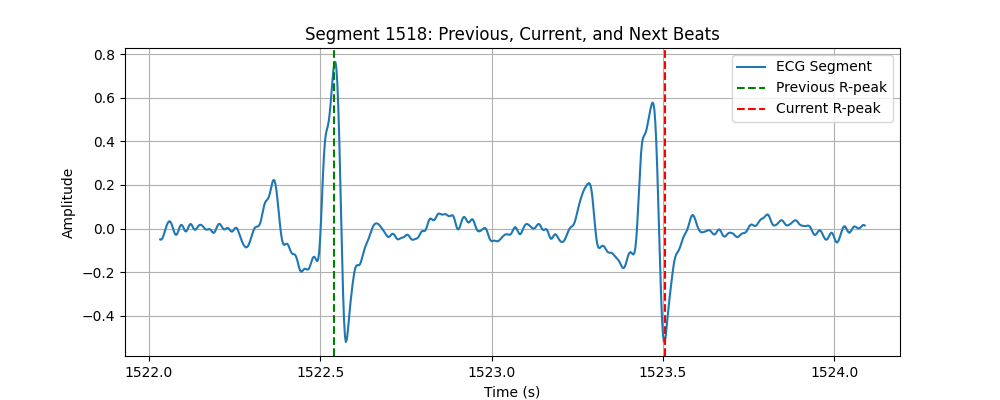 Segment 1518: Previous, Current, and Next Beats
ECG Segment
Previous R-peak
Current R-peak
Amplitude
0.8
0.6
0.4
0.2
0.0
−0.2
−0.4
1522.0 1522.5 1523.0 1523.5 1524.0
Time (s)